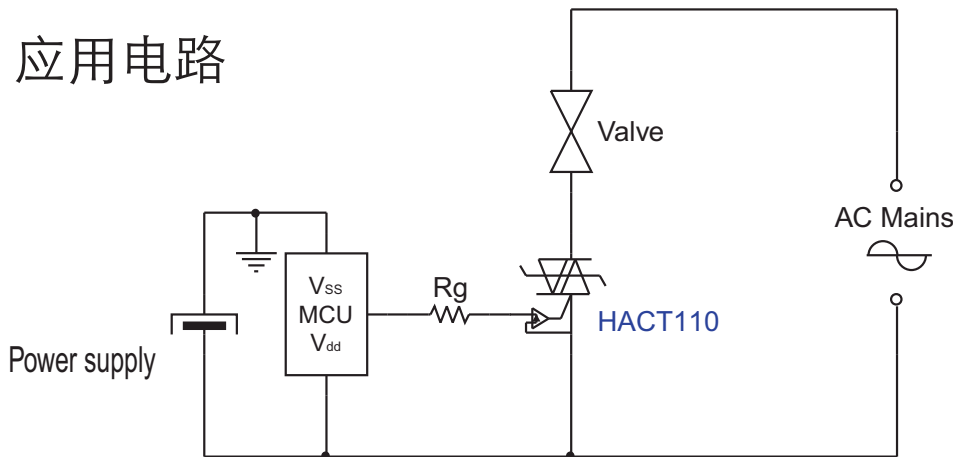 应用电路
Valve
AC Mains
Vss
MCU
Vdd
Rg
HACT110
Power supply